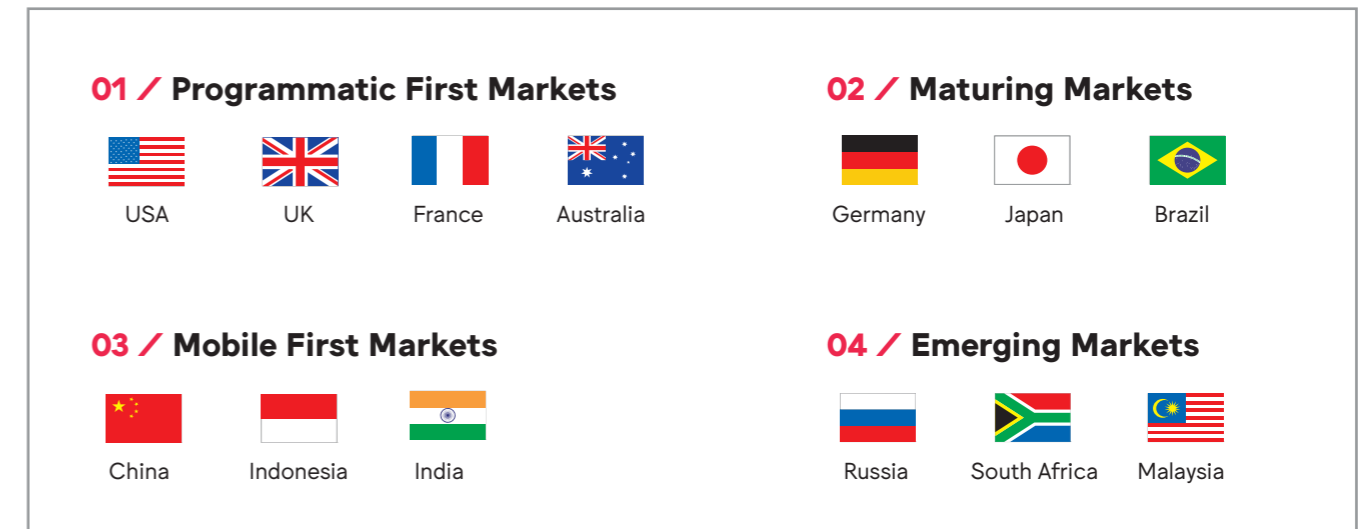 01 / Programmatic First Markets
USA
UK
France
Australia
02 / Maturing Markets
Germany
Japan
Brazil
03 / Mobile First Markets
China
Indonesia
India
04 / Emerging Markets
Russia
South Africa
Malaysia